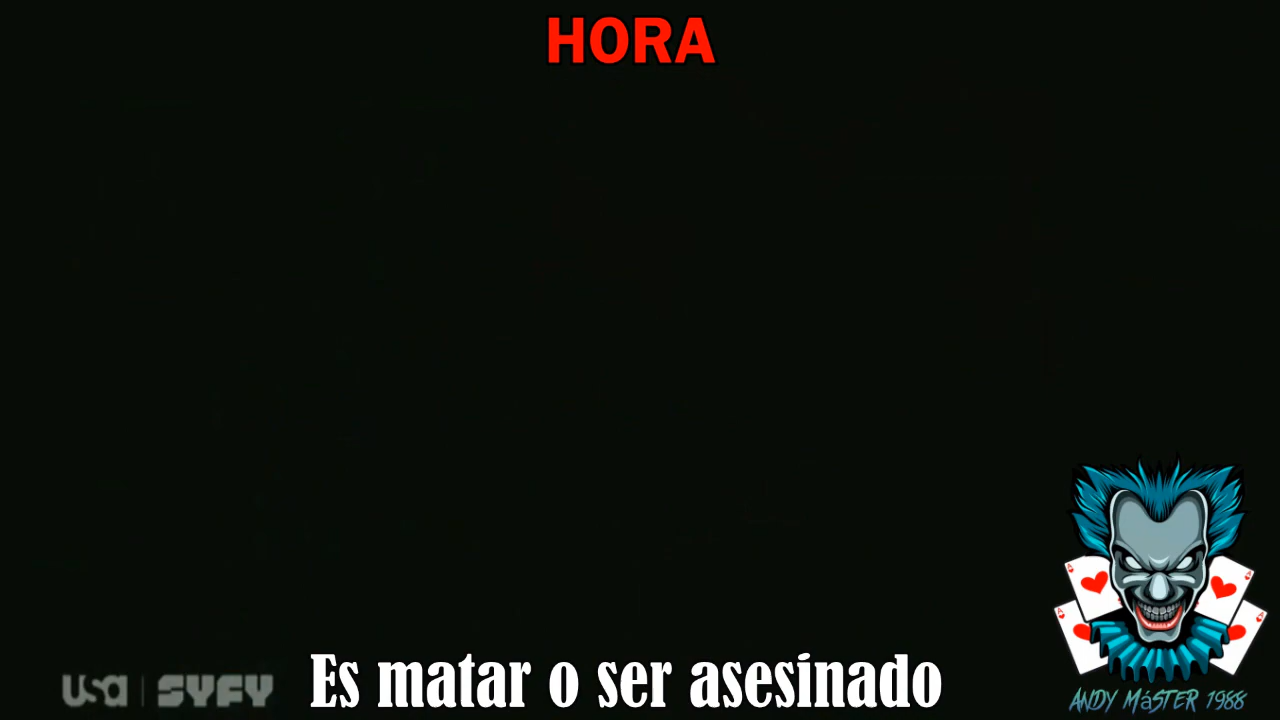 HORA
Es matar o ser asesinado
USA | SYFY
ANDY MáSTER 1988
A
A
A
A